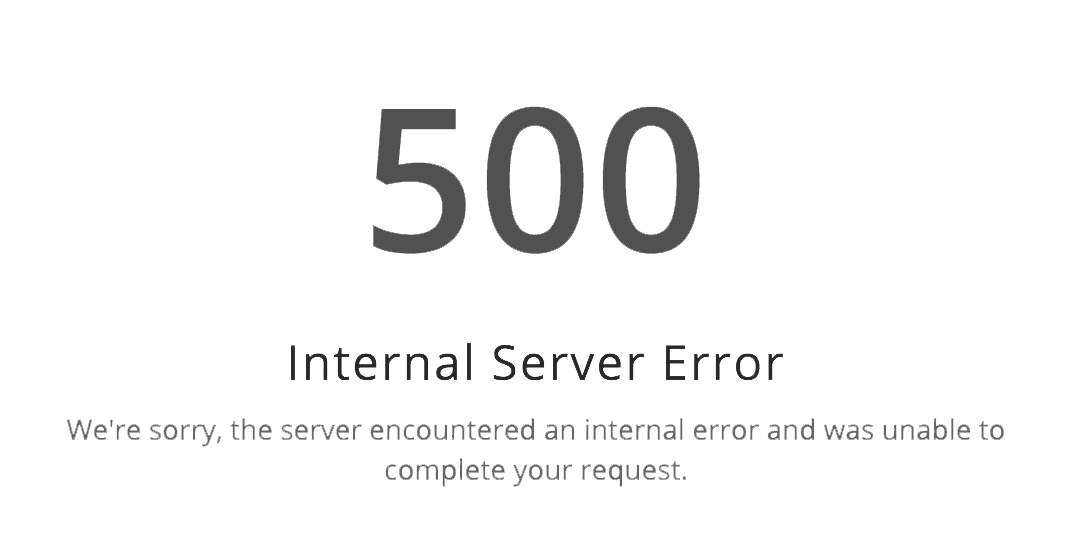 500
Internal Server Error
We're sorry, the server encountered an internal error and was unable to
complete your request.